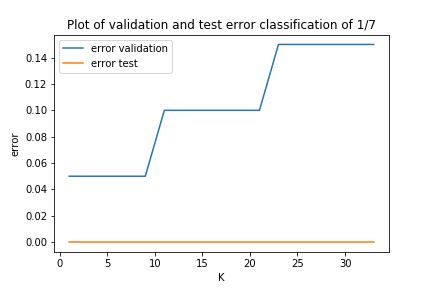 Plot of validation and test error classification of 1/7
error validation
error test
0.14
0.12
0.10
0.08
0.06
0.04
0.02
0.00
error
0 5 10 15 20 25 30
K